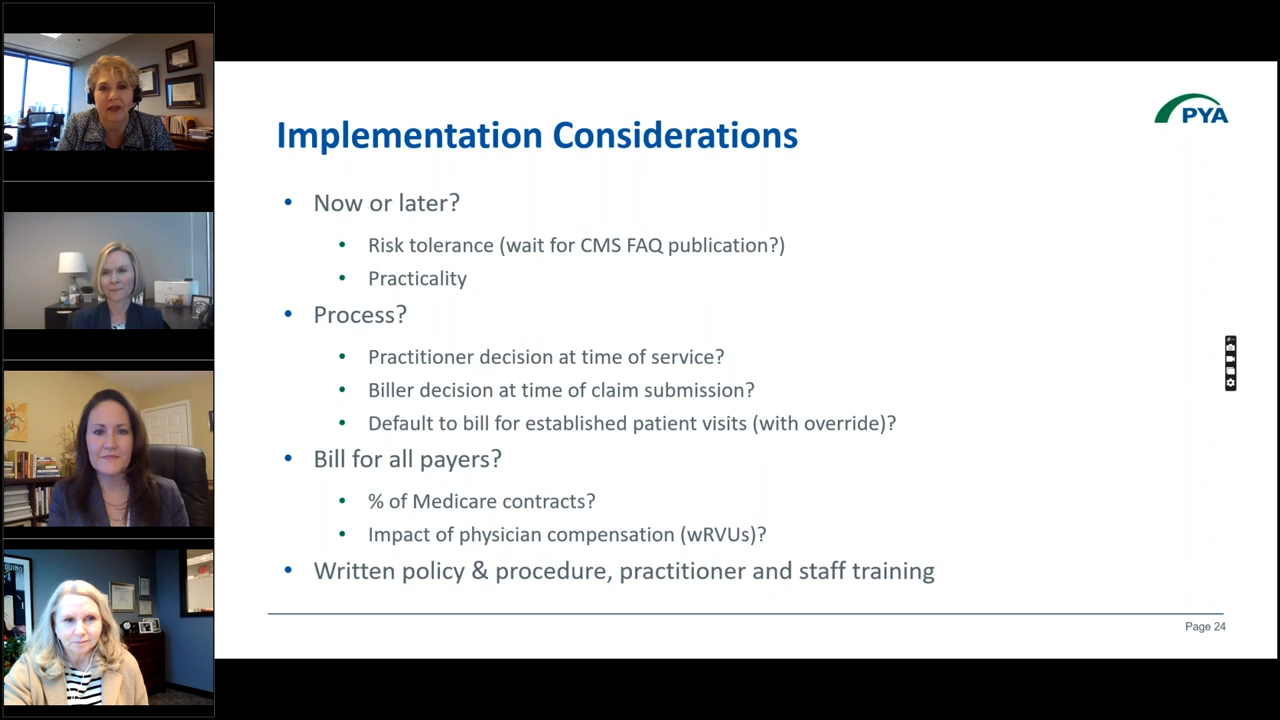 PYA
Implementation Considerations
• Now or later?
• Risk tolerance (wait for CMS FAQ publication?)
• Practicality
• Process?
• Practitioner decision at time of service?
• Biller decision at time of claim submission?
• Default to bill for established patient visits (with override)?
• Bill for all payers?
• % of Medicare contracts?
• Impact of physician compensation (wRVUs)?
• Written policy & procedure, practitioner and staff training
Page 24